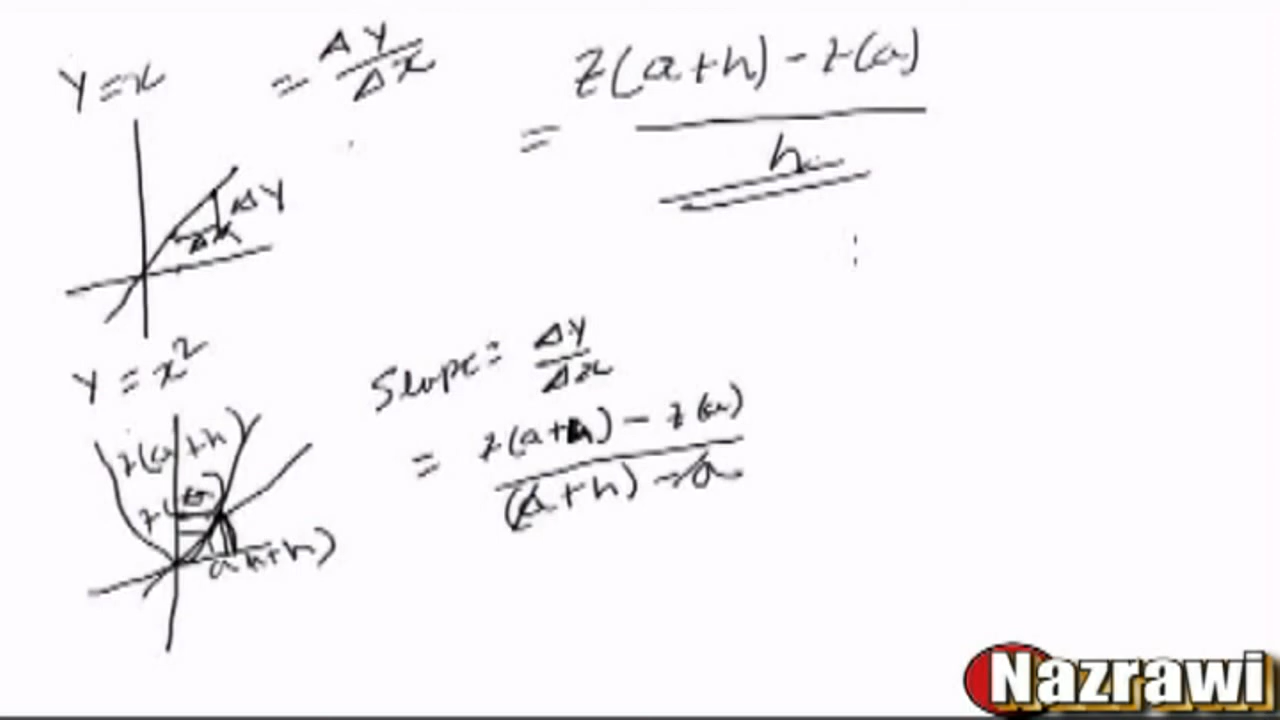 Y = x
= ΔY/Δx
= z(a+h) - z(a) / h
ΔY
Δx
Y = x²
z(a+h)
z(a)
a
Slope = ΔY/Δx
= z(a+h) - z(a) / (a+h) - a
Nazrawi